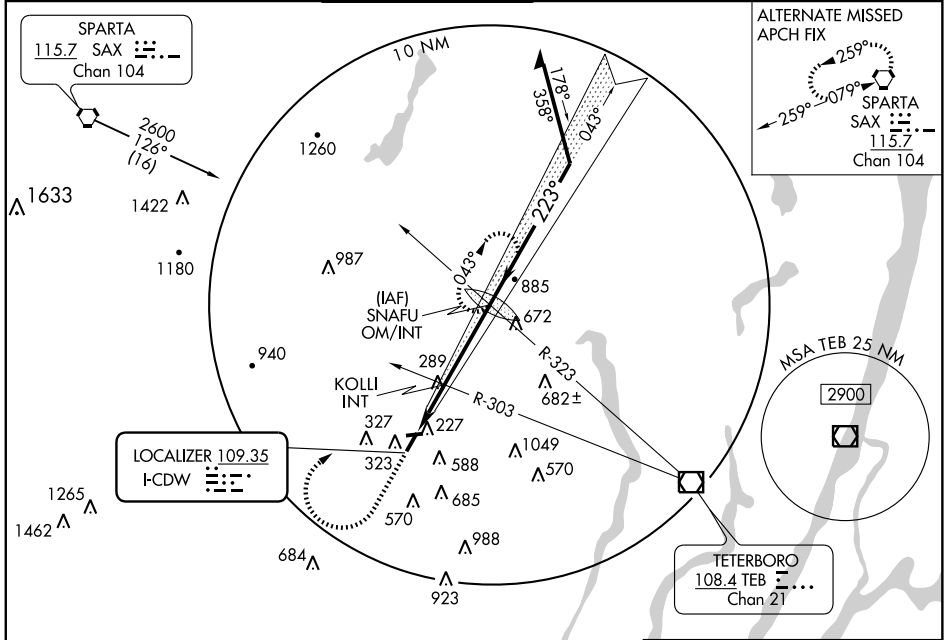 SPARTA
115.7 SAX
Chan 104
2600
126°
(16)
10 NM
178°
358°
043°
223°
ALTERNATE MISSED
APCH FIX
259°
259° 079°
SPARTA
SAX
115.7
Chan 104
1260
1633
1422
1180
987
043°
885
(IAF)
SNAFU
OM/INT
672
940
289
R-323
KOLLI
INT
R-303
682±
MSA TEB 25 NM
2900
327
227
LOCALIZER 109.35
I-CDW
323
588
1049
570
1265
685
570
1462
988
684
923
TETERBORO
108.4 TEB
Chan 21